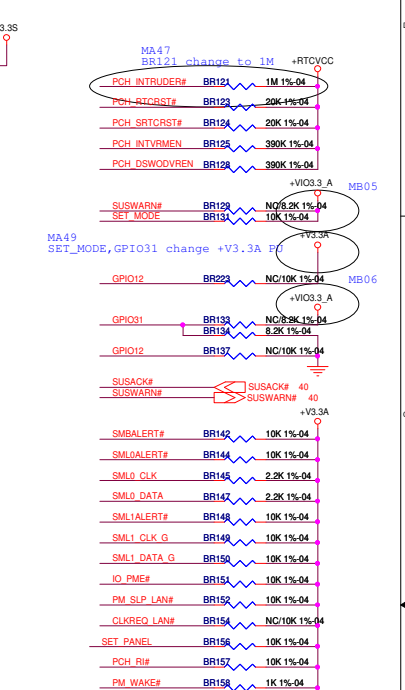 3.3S
MA47
BR121 change to 1M
+RTCVCC
PCH_INTRUDER# BR121 1M 1%-04
PCH_RTCRST# BR123 20K 1%-04
PCH_SRTCRST# BR124 20K 1%-04
PCH_INTVRMEN BR125 390K 1%-04
PCH_DSWODVREN BR128 390K 1%-04
+VIO3.3_A
MB05
SUSWARN# BR129 NC/8.2K 1%-04
SET_MODE BR131 10K 1%-04
MA49
+V3.3A
SET_MODE,GPIO31 change +V3.3A PU
GPIO12 BR223 NC/10K 1%-04
MB06
+VIO3.3_A
GPIO31 BR133 NC/8.2K 1%-04
BR134 8.2K 1%-04
GPIO12 BR137 NC/10K 1%-04
SUSACK# SUSACK# 40
SUSWARN# SUSWARN# 40
+V3.3A
SMBALERT# BR142 10K 1%-04
SML0ALERT# BR144 10K 1%-04
SML0_CLK BR145 2.2K 1%-04
SML0_DATA BR147 2.2K 1%-04
SML1ALERT# BR148 10K 1%-04
SML1_CLK_G BR149 10K 1%-04
SML1_DATA_G BR150 10K 1%-04
IO_PME# BR151 10K 1%-04
PM_SLP_LAN# BR152 10K 1%-04
CLKREQ_LAN# BR154 NC/10K 1%-04
SET_PANEL BR156 10K 1%-04
PCH_RI# BR157 10K 1%-04
PM_WAKE# BR158 1K 1%-04